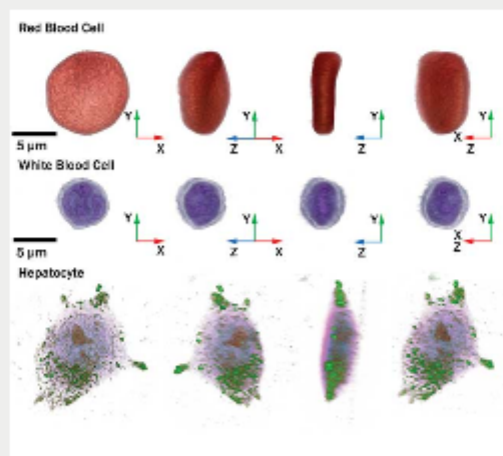 Red Blood Cell
Y X
Y Z X
Y Z
Y X Z
5 μm
White Blood Cell
Y X
Y Z X
Y Z
Y X Z
5 μm
Hepatocyte